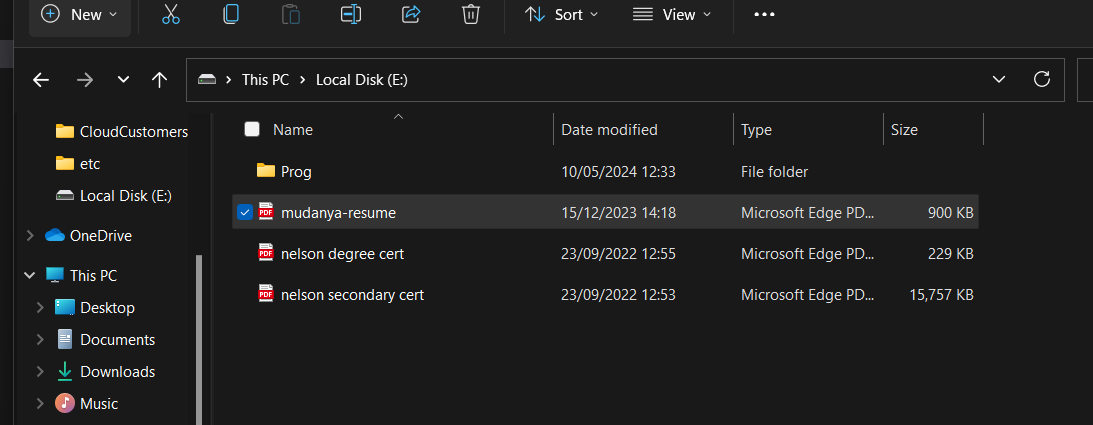 New Sort View
This PC Local Disk (E:)
CloudCustomers
etc
Local Disk (E:)
OneDrive
This PC
Desktop
Documents
Downloads
Music
Name Date modified Type Size
Prog 10/05/2024 12:33 File folder
PDF mudanya-resume 15/12/2023 14:18 Microsoft Edge PD... 900 KB
PDF nelson degree cert 23/09/2022 12:55 Microsoft Edge PD... 229 KB
PDF nelson secondary cert 23/09/2022 12:53 Microsoft Edge PD... 15,757 KB